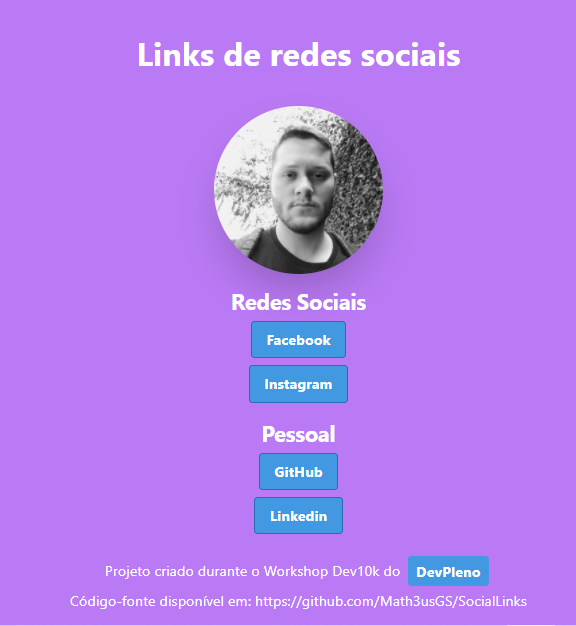 Links de redes sociais
Redes Sociais
Facebook
Instagram
Pessoal
GitHub
Linkedin
Projeto criado durante o Workshop Dev10k do DevPleno
Código-fonte disponível em: https://github.com/Math3usGS/SocialLinks